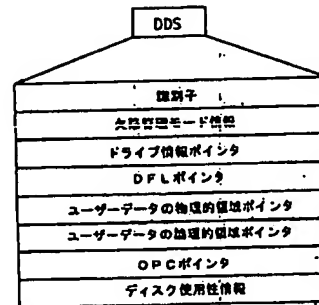 DDS
識別子
欠陥管理モード情報
ドライブ情報ポインタ
DFLポインタ
ユーザーデータの物理的領域ポインタ
ユーザーデータの論理的領域ポインタ
OPCポインタ
ディスク使用性情報